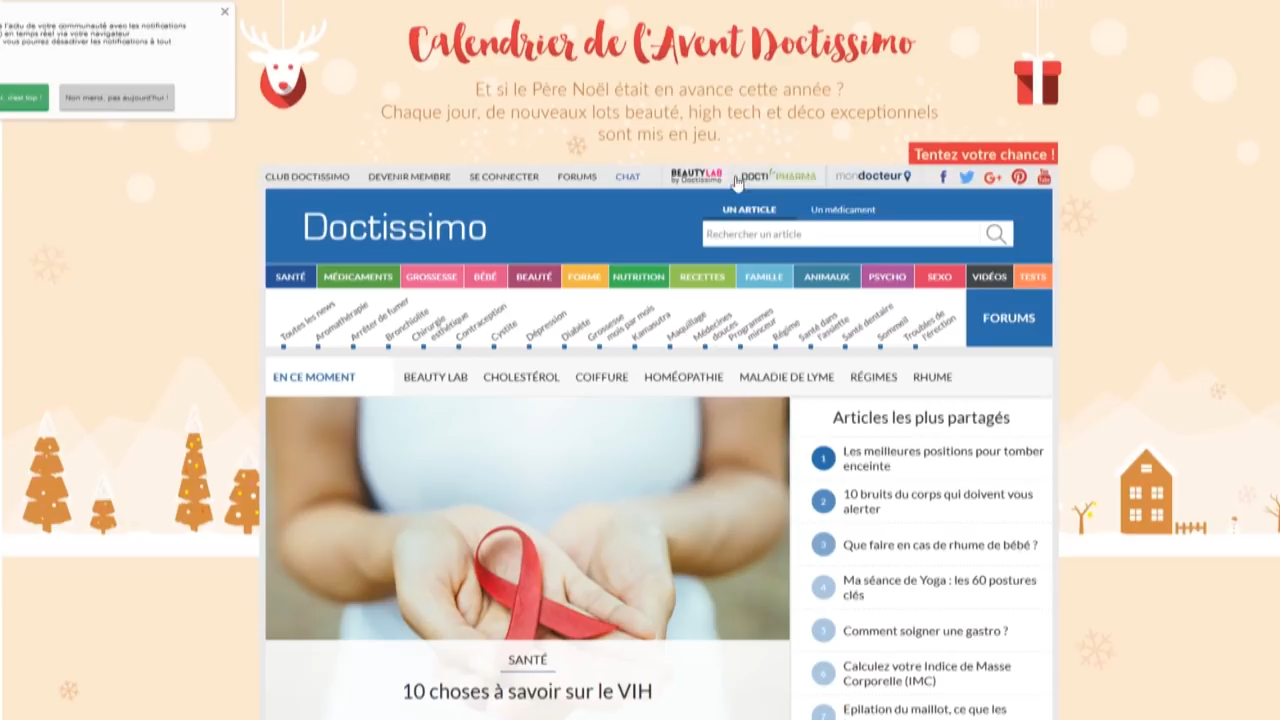 l'actu de votre communauté avec les notifications
en temps réel via votre navigateur
vous pourrez désactiver les notifications à tout
c'est top !
Non merci, pas aujourd'hui !
Calendrier de l'Avent Doctissimo
Et si le Père Noël était en avance cette année ?
Chaque jour, de nouveaux lots beauté, high tech et déco exceptionnels
sont mis en jeu.
Tentez votre chance !
CLUB DOCTISSIMO DEVENIR MEMBRE SE CONNECTER FORUMS CHAT BEAUTYLAB DOCTIPHARMA mondocteur
by Doctissimo
UN ARTICLE Un médicament
Doctissimo
Rechercher un article
SANTÉ MÉDICAMENTS GROSSESSE BÉBÉ BEAUTÉ FORME NUTRITION RECETTES FAMILLE ANIMAUX PSYCHO SEXO VIDÉOS TESTS
Toutes les news
Aromathérapie
Arrêter de fumer
Bronchiolite
Chirurgie
esthétique
Contraception
Cystite
Dépression
Diabète
Grossesse
mois par mois
Kamasutra
Maquillage
Médecines
douces
Programmes
minceur
Régime
Santé dans
l'assiette
Santé dentaire
Sommeil
Troubles de
l'érection
FORUMS
EN CE MOMENT BEAUTY LAB CHOLESTÉROL COIFFURE HOMÉOPATHIE MALADIE DE LYME RÉGIMES RHUME
SANTÉ
10 choses à savoir sur le VIH
Articles les plus partagés
1 Les meilleures positions pour tomber
enceinte
2 10 bruits du corps qui doivent vous
alerter
3 Que faire en cas de rhume de bébé ?
4 Ma séance de Yoga : les 60 postures
clés
5 Comment soigner une gastro ?
6 Calculez votre Indice de Masse
Corporelle (IMC)
7 Epilation du maillot, ce que les